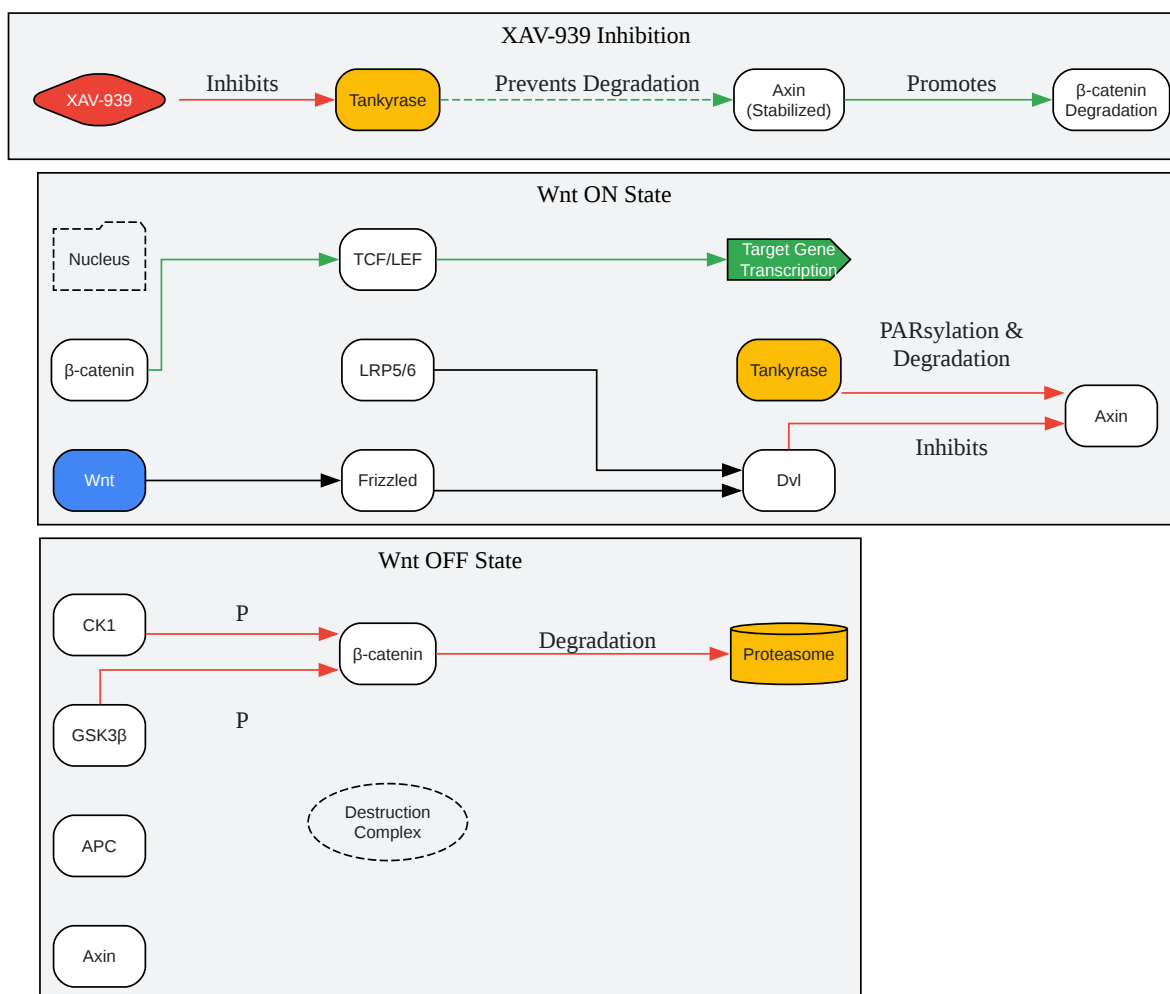 XAV-939 Inhibition
XAV-939
Inhibits
Tankyrase
Prevents Degradation
Axin
(Stabilized)
Promotes
β-catenin
Degradation
Wnt ON State
Nucleus
TCF/LEF
Target Gene
Transcription
β-catenin
LRP5/6
Tankyrase
PARsylation &
Degradation
Axin
Wnt
Frizzled
Dvl
Inhibits
Wnt OFF State
CK1
P
β-catenin
Degradation
Proteasome
GSK3β
P
Destruction
Complex
APC
Axin